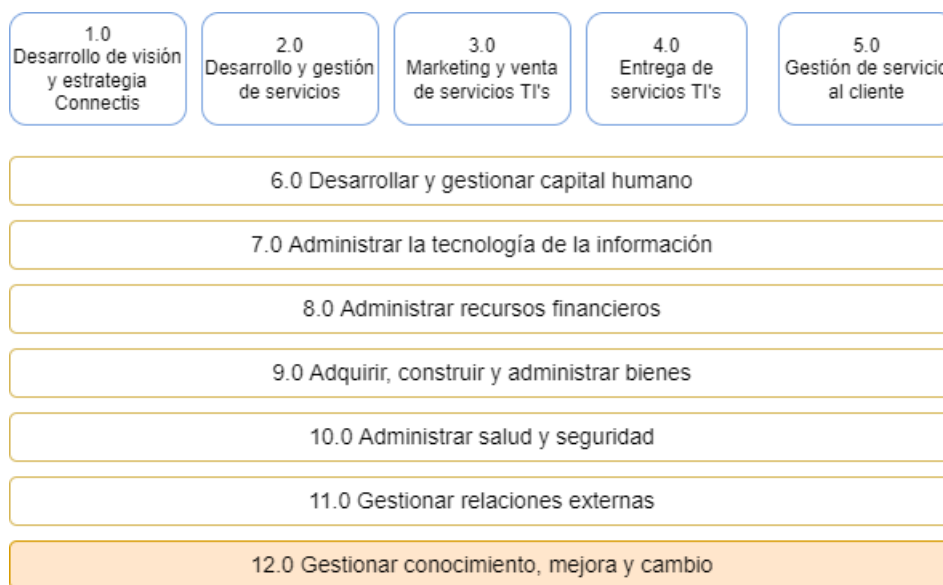 1.0
Desarrollo de visión
y estrategia
Connectis
2.0
Desarrollo y gestión
de servicios
3.0
Marketing y venta
de servicios TI's
4.0
Entrega de
servicios TI's
5.0
Gestión de servicio
al cliente
6.0 Desarrollar y gestionar capital humano
7.0 Administrar la tecnología de la información
8.0 Administrar recursos financieros
9.0 Adquirir, construir y administrar bienes
10.0 Administrar salud y seguridad
11.0 Gestionar relaciones externas
12.0 Gestionar conocimiento, mejora y cambio